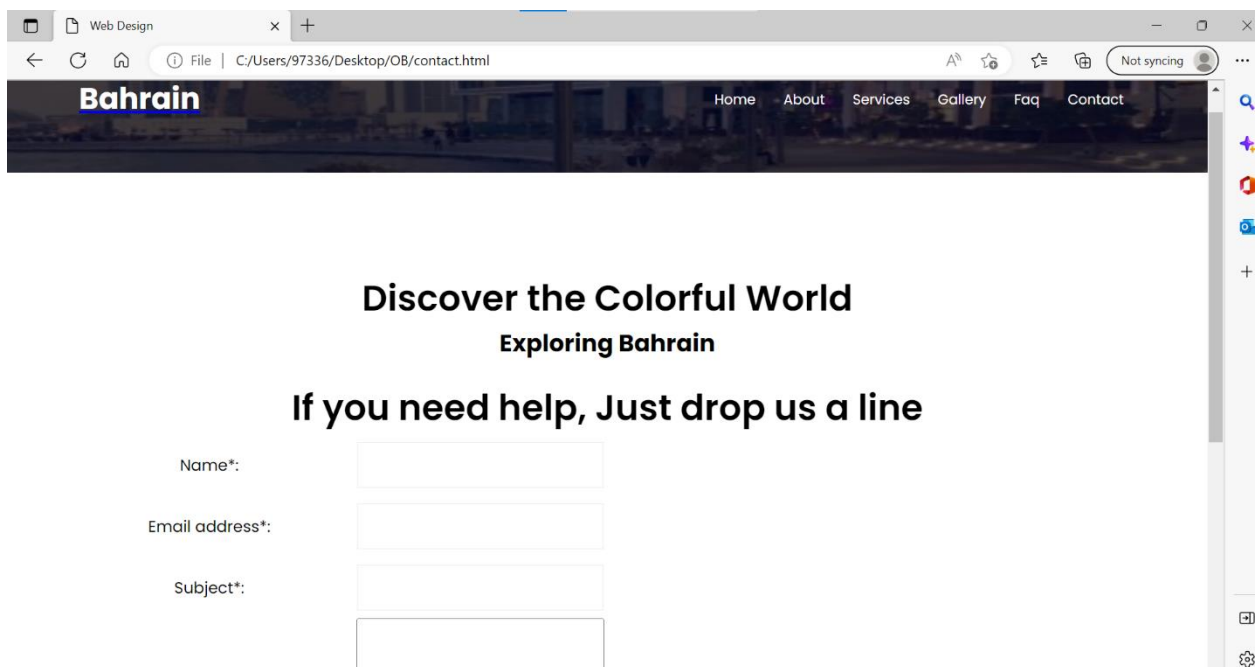 Web Design
File | C:/Users/97336/Desktop/OB/contact.html
Not syncing
Bahrain
Home About Services Gallery Faq Contact
Discover the Colorful World
Exploring Bahrain
If you need help, Just drop us a line
Name*:
Email address*:
Subject*: